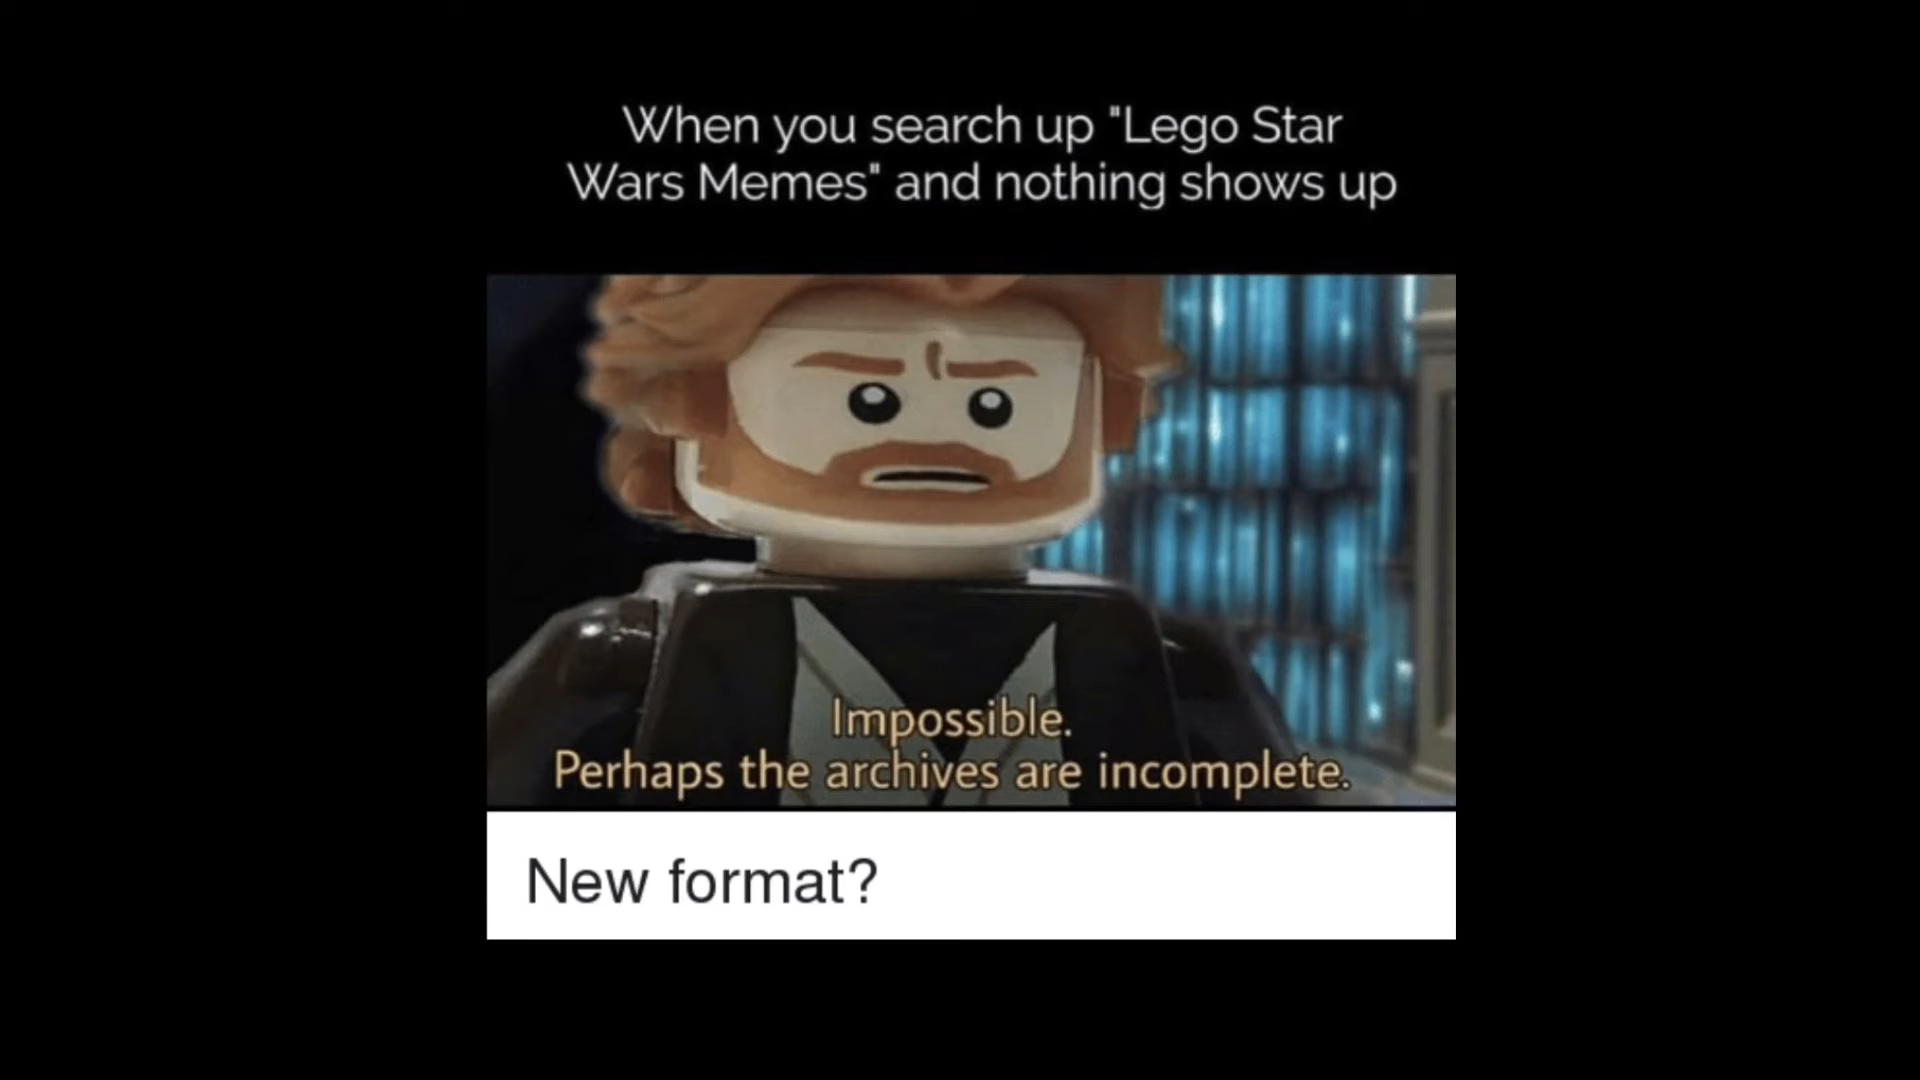 When you search up "Lego Star
Wars Memes" and nothing shows up
Impossible.
Perhaps the archives are incomplete.
New format?